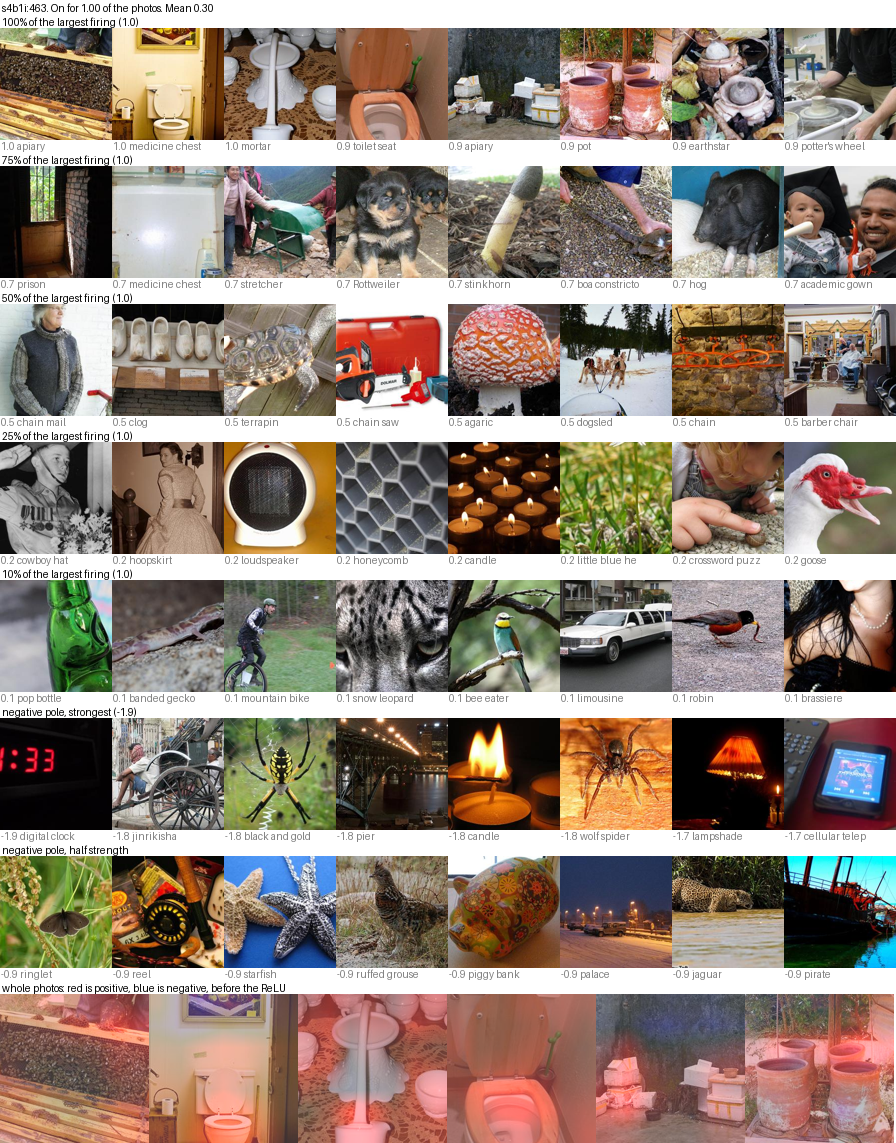 s4b1i:463. On for 1.00 of the photos. Mean 0.30
100% of the largest firing (1.0)
1.0 apiary
1.0 medicine chest
1.0 mortar
0.9 toilet seat
0.9 apiary
0.9 pot
0.9 earthstar
0.9 potter's wheel
75% of the largest firing (1.0)
0.7 prison
0.7 medicine chest
0.7 stretcher
0.7 Rottweiler
0.7 stinkhorn
0.7 boa constricto
0.7 hog
0.7 academic gown
50% of the largest firing (1.0)
DOLMAR
0.5 chain mail
0.5 clog
0.5 terrapin
0.5 chain saw
0.5 agaric
0.5 dogsled
0.5 chain
0.5 barber chair
25% of the largest firing (1.0)
0.2 cowboy hat
0.2 hoopskirt
0.2 loudspeaker
0.2 honeycomb
0.2 candle
0.2 little blue he
0.2 crossword puzz
0.2 goose
10% of the largest firing (1.0)
0.1 pop bottle
0.1 banded gecko
0.1 mountain bike
0.1 snow leopard
0.1 bee eater
0.1 limousine
0.1 robin
0.1 brassiere
negative pole, strongest (-1.9)
:33
-1.9 digital clock
-1.8 jinrikisha
-1.8 black and gold
-1.8 pier
-1.8 candle
-1.8 wolf spider
-1.7 lampshade
-1.7 cellular telep
negative pole, half strength
-0.9 ringlet
-0.9 reel
-0.9 starfish
-0.9 ruffed grouse
-0.9 piggy bank
-0.9 palace
-0.9 jaguar
-0.9 pirate
whole photos: red is positive, blue is negative, before the ReLU